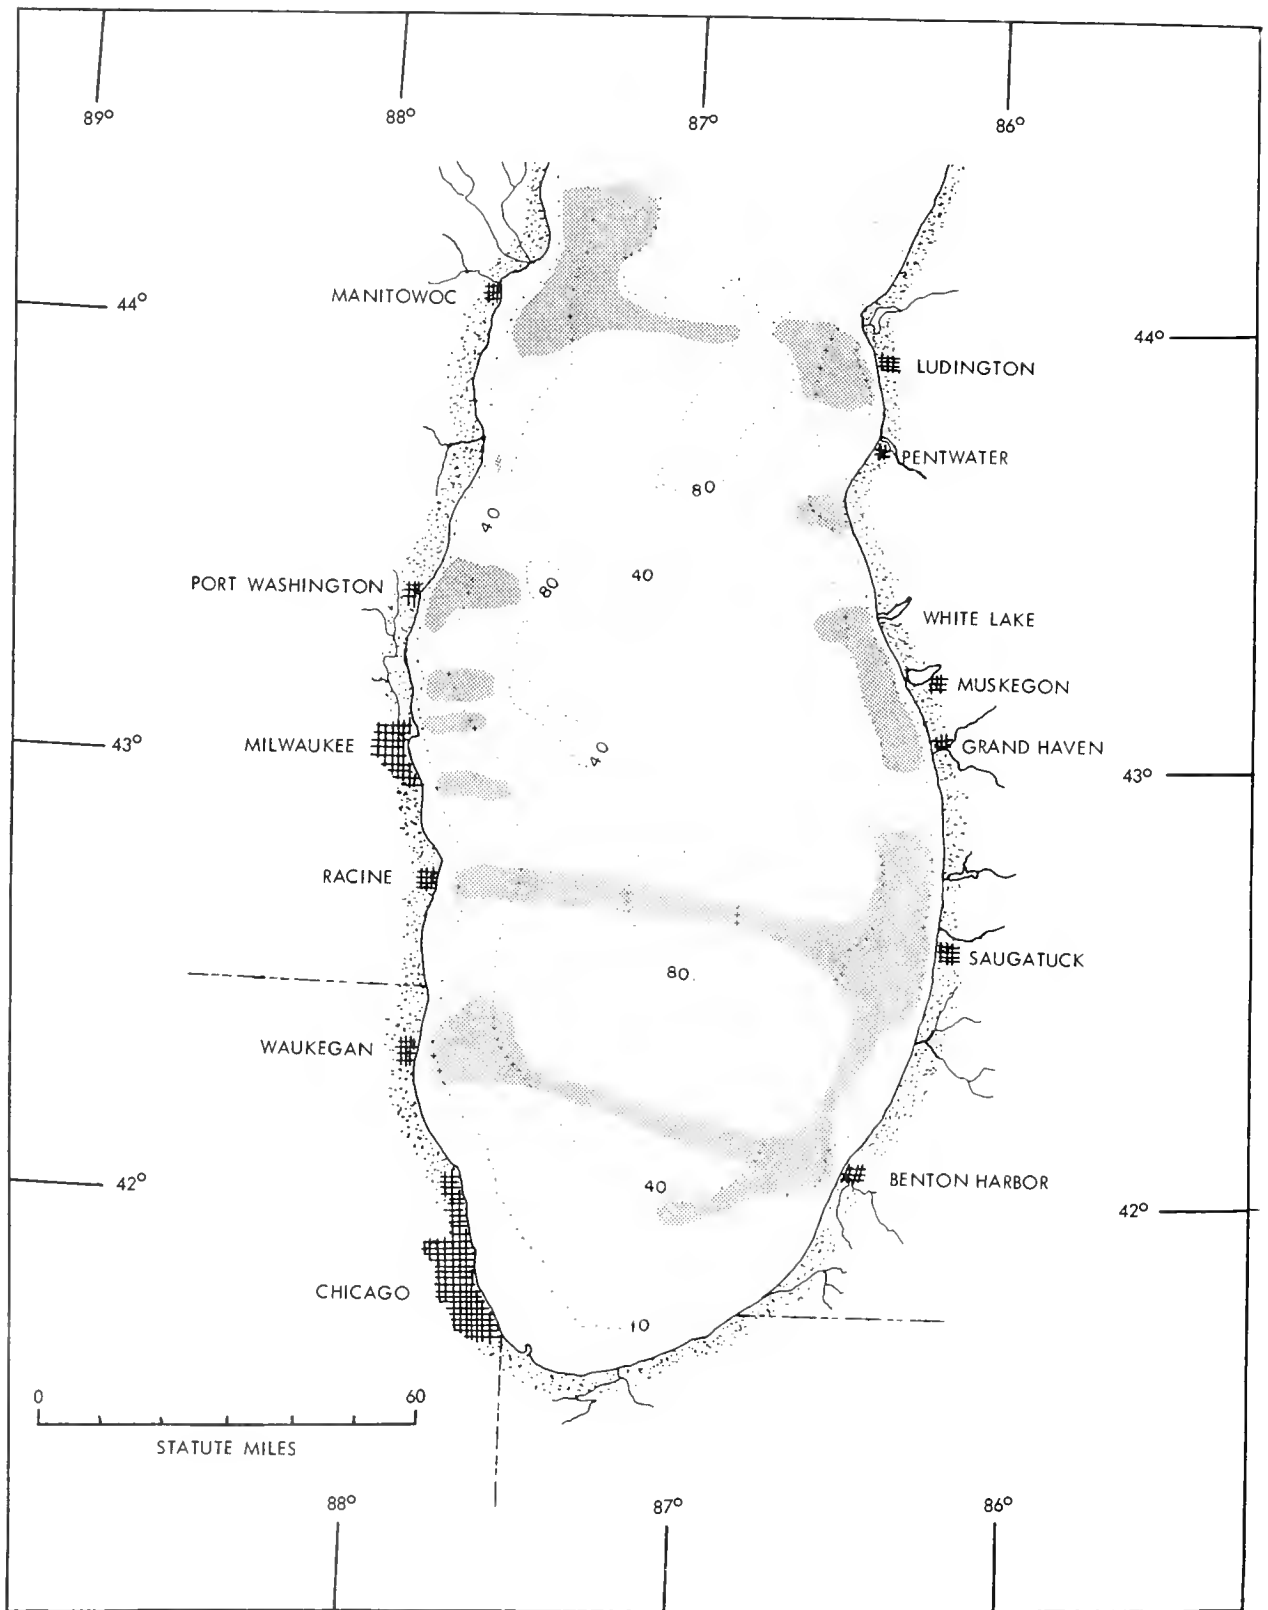 89°
88°
87°
86°
MANITOWOC
44°
44°
LUDINGTON
PENTWATER
80
40
PORT WASHINGTON
80
40
WHITE LAKE
MUSKEGON
MILWAUKEE
43°
40
GRAND HAVEN
43°
RACINE
80
SAUGATUCK
WAUKEGAN
42°
40
BENTON HARBOR
42°
CHICAGO
10
0
60
STATUTE MILES
88°
87°
86°